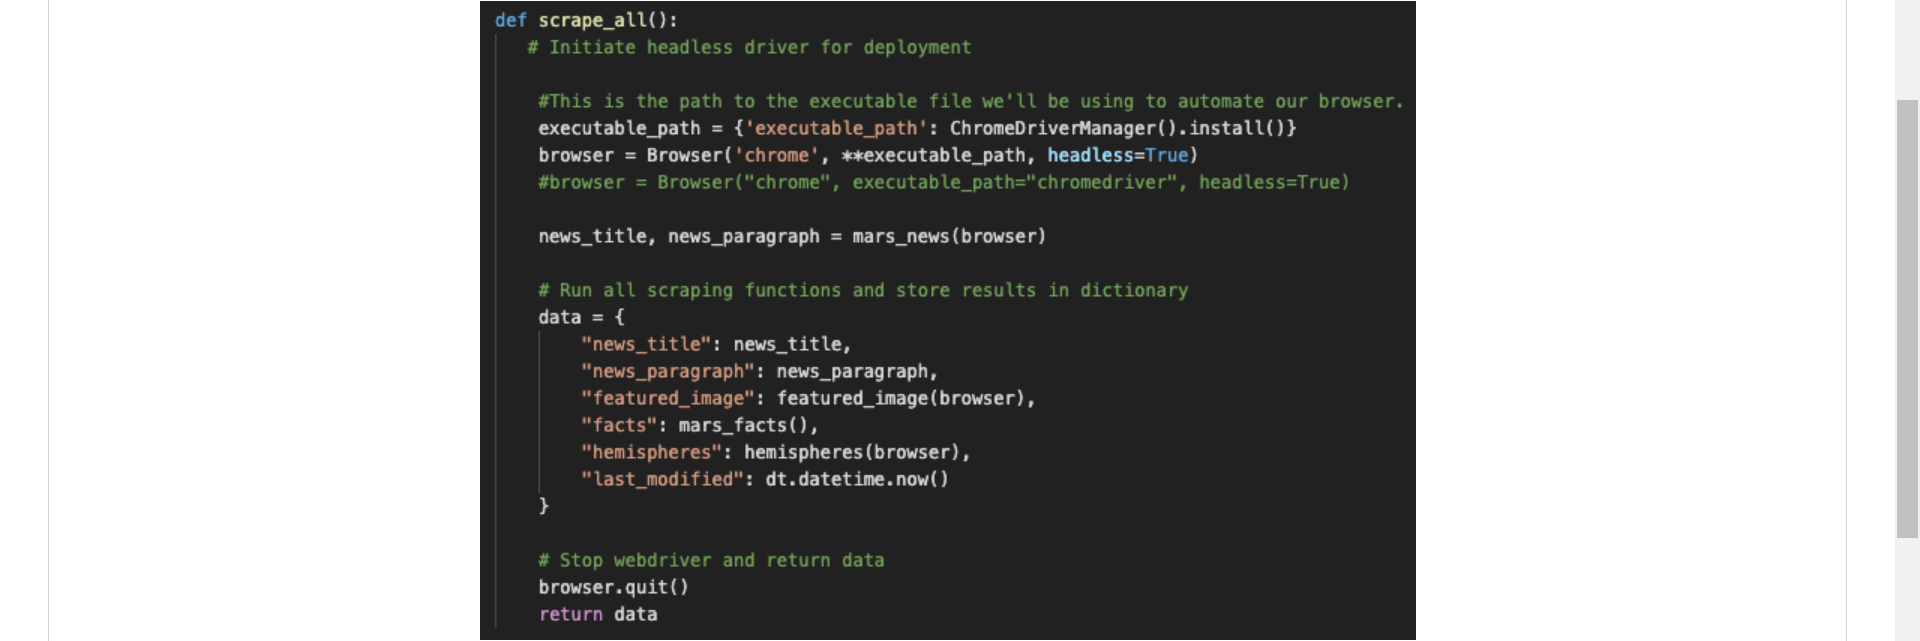 def scrape_all():
# Initiate headless driver for deployment
#This is the path to the executable file we'll be using to automate our browser.
executable_path = {'executable_path': ChromeDriverManager().install()}
browser = Browser('chrome', **executable_path, headless=True)
#browser = Browser("chrome", executable_path="chromedriver", headless=True)
news_title, news_paragraph = mars_news(browser)
# Run all scraping functions and store results in dictionary
data = {
"news_title": news_title,
"news_paragraph": news_paragraph,
"featured_image": featured_image(browser),
"facts": mars_facts(),
"hemispheres": hemispheres(browser),
"last_modified": dt.datetime.now()
}
# Stop webdriver and return data
browser.quit()
return data